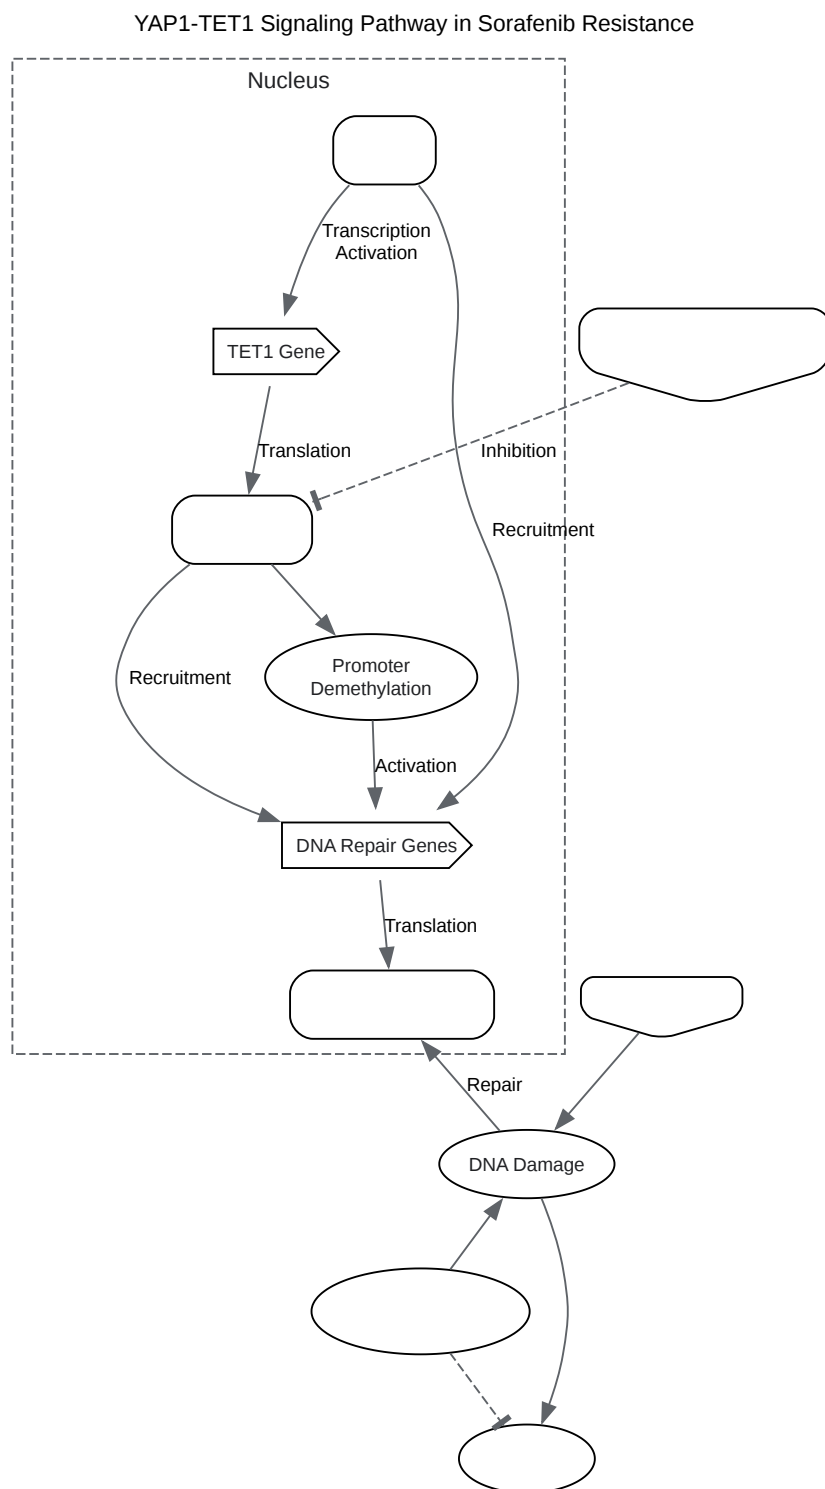 YAP1-TET1 Signaling Pathway in Sorafenib Resistance
Nucleus
Transcription
Activation
TET1 Gene
Translation
Inhibition
Recruitment
Promoter
Demethylation
Recruitment
Activation
DNA Repair Genes
Translation
Repair
DNA Damage